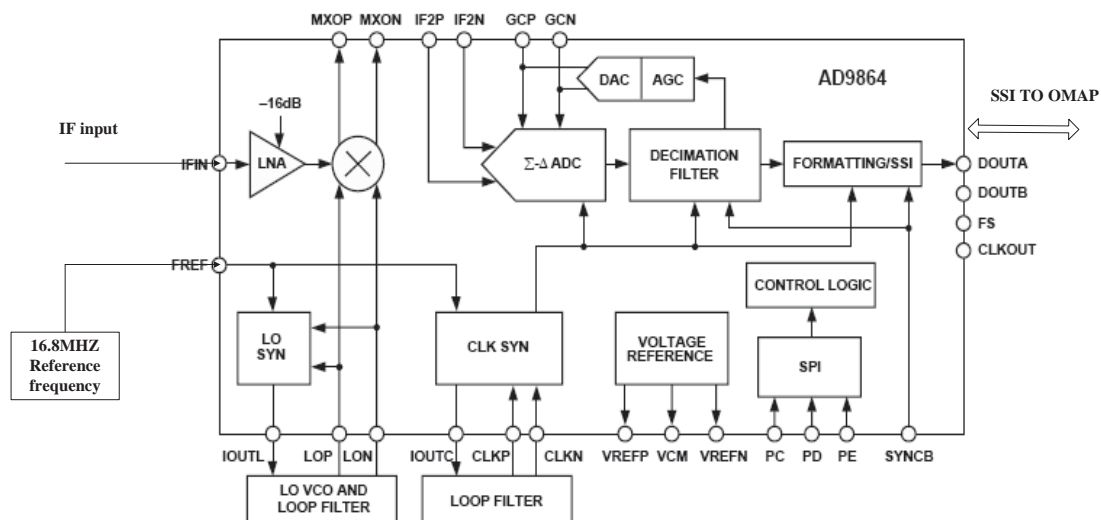 MXOP MXON IF2P IF2N GCP GCN
DAC AGC
AD9864
SSI TO OMAP
–16dB
IF input
IFIN
LNA
Σ-Δ ADC
DECIMATION
FILTER
FORMATTING/SSI
DOUTA
DOUTB
FS
CLKOUT
FREF
CONTROL LOGIC
16.8MHZ
Reference
frequency
LO
SYN
CLK SYN
VOLTAGE
REFERENCE
SPI
IOUTL LOP LON IOUTC CLKP CLKN VREFP VCM VREFN PC PD PE SYNCB
LO VCO AND
LOOP FILTER
LOOP FILTER